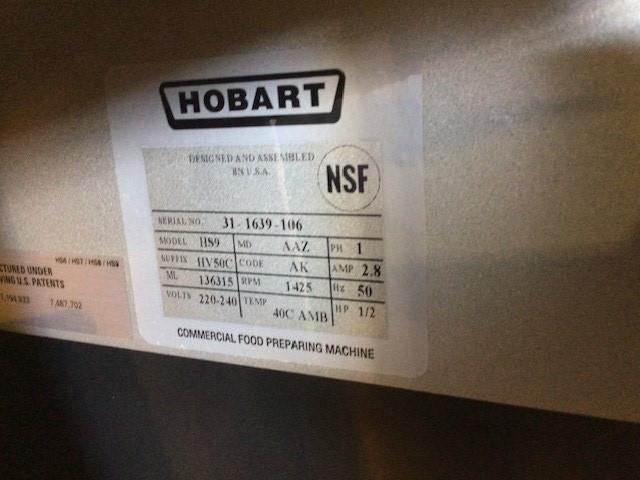 HOBART
DESIGNED AND ASSEMBLED
IN U.S.A.
NSF
SERIAL NO. 31-1639-106
MODEL HS9 MD AAZ PH 1
SUFFIX HV50C CODE AK AMP 2.8
ML 136315 RPM 1425 Hz 50
VOLTS 220-240 TEMP 40C AMB HP 1/2
COMMERCIAL FOOD PREPARING MACHINE
HS6 / HS7 / HS8 / HS9
CTURED UNDER
ING U.S. PATENTS
7,487,702